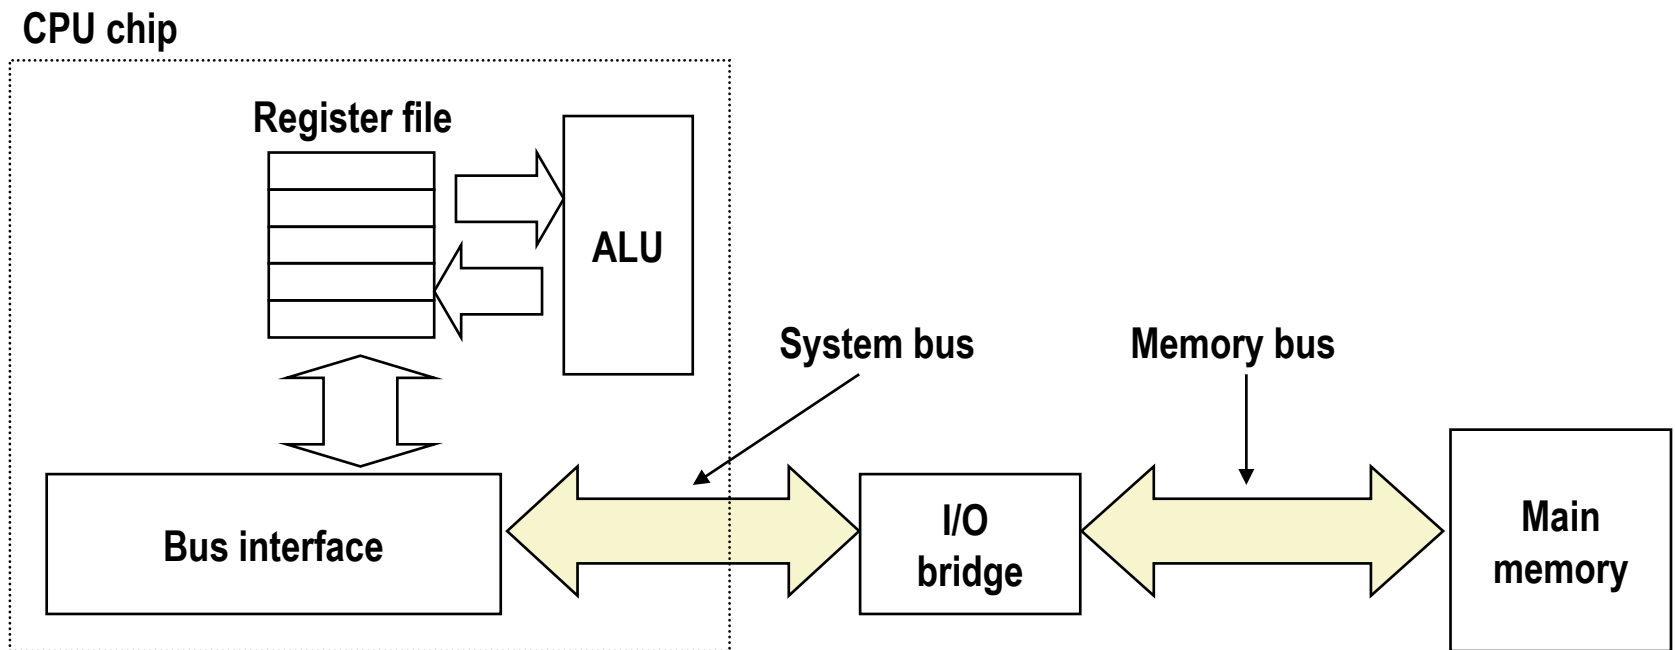 CPU chip
Register file
ALU
System bus
Memory bus
Bus interface
I/O
bridge
Main
memory